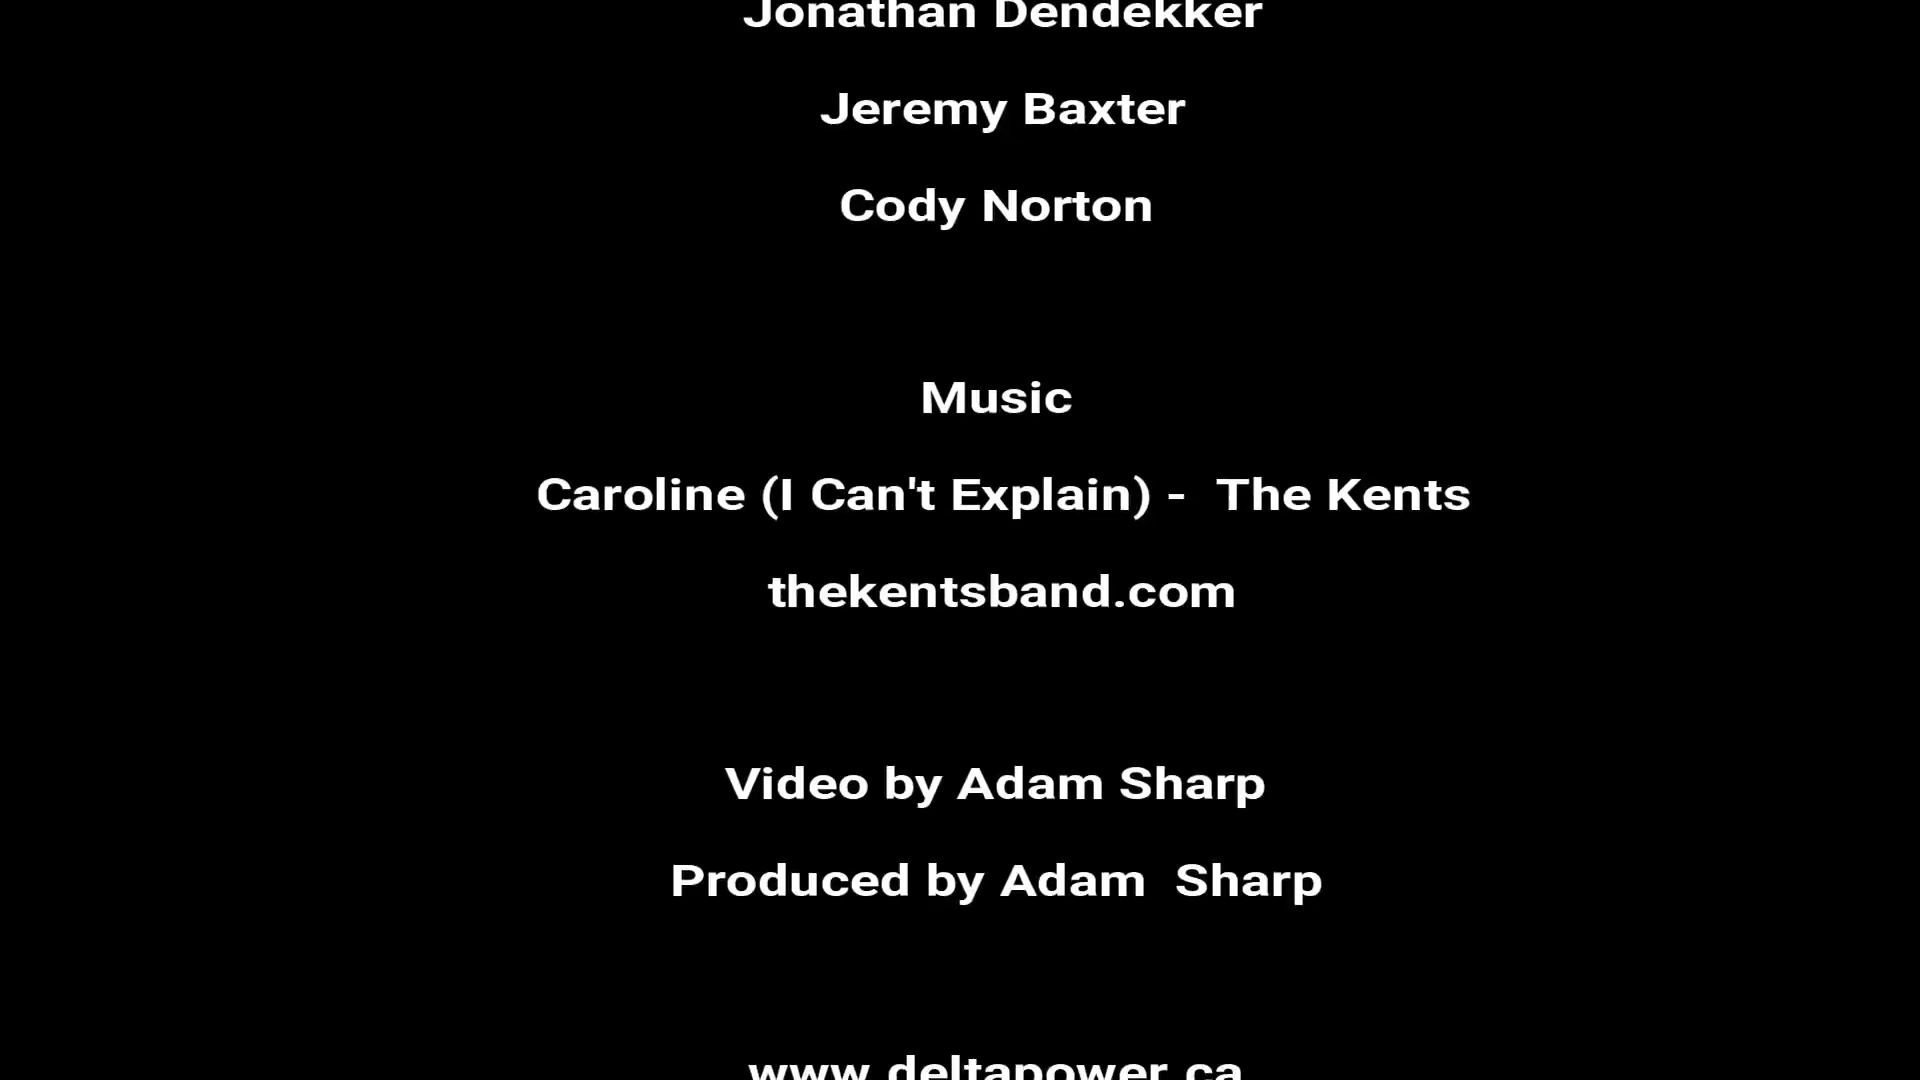 Jonathan Dendekker
Jeremy Baxter
Cody Norton
Music
Caroline (I Can't Explain) -  The Kents
thekentsband.com
Video by Adam Sharp
Produced by Adam  Sharp
www.deltapower.ca